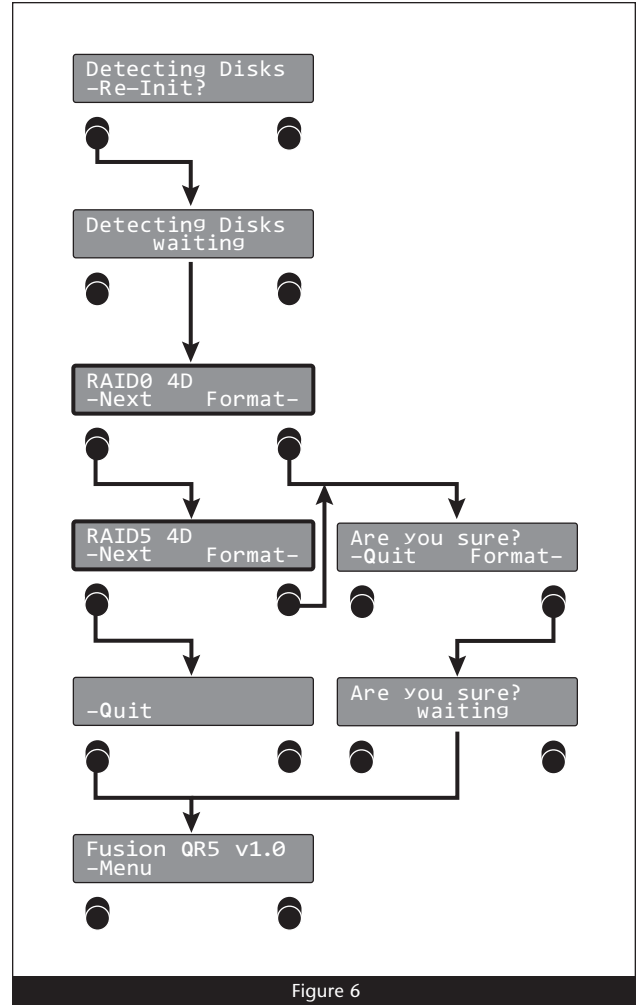 Detecting Disks
–Re–Init?
Detecting Disks
waiting
RAID0 4D
–Next Format–
RAID5 4D
–Next Format–
Are you sure?
–Quit Format–
–Quit
Are you sure?
waiting
Fusion QR5 v1.0
–Menu
Figure 6